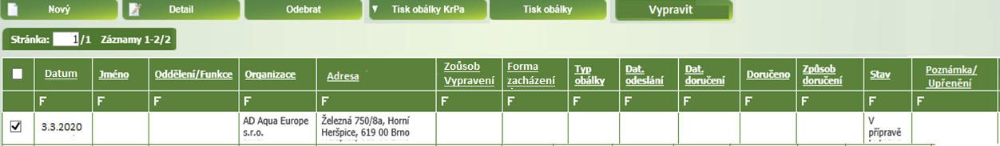 Nový Detail Odebrat Tisk obálky KrPa Tisk obálky Vypravit
Stránka: 1/1 Záznamy 1-2/2
Datum Jméno Oddělení/Funkce Organizace Adresa Zoůsob Vypravení Forma zacházení Typ obálky Dat. odeslání Dat. doručení Doručeno Způsob doručení Stav Poznámka/ Upřenění
F F F F F F F F F F F F F F
3.3.2020 AD Aqua Europe s.r.o. Železná 750/8a, Horní Heršpice, 619 00 Brno V přípravě